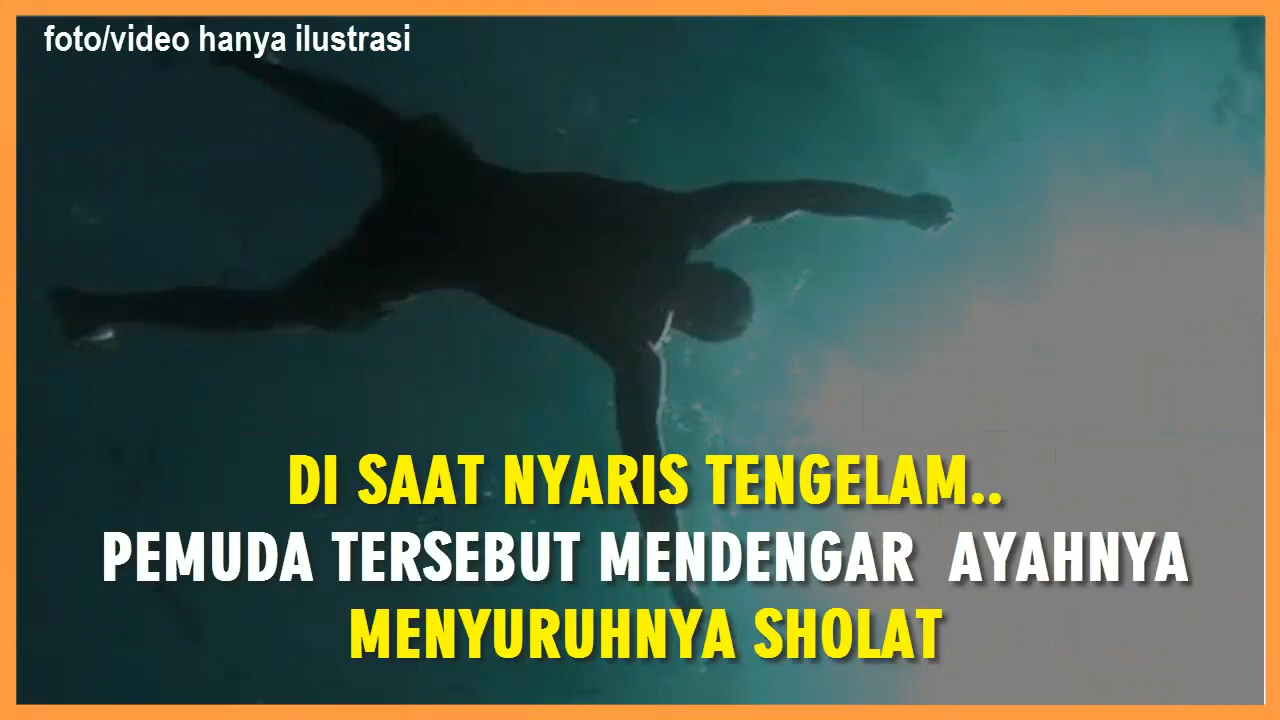 foto/video hanya ilustrasi
DI SAAT NYARIS TENGELAM..
PEMUDA TERSEBUT MENDENGAR AYAHNYA
MENYURUHNYA SHOLAT